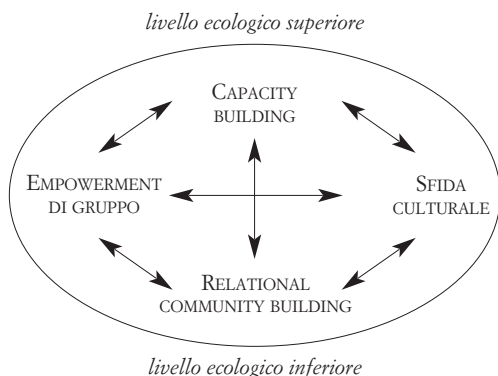 livello ecologico superiore
CAPACITY
BUILDING
EMPOWERMENT
DI GRUPPO
SFIDA
CULTURALE
RELATIONAL
COMMUNITY BUILDING
livello ecologico inferiore